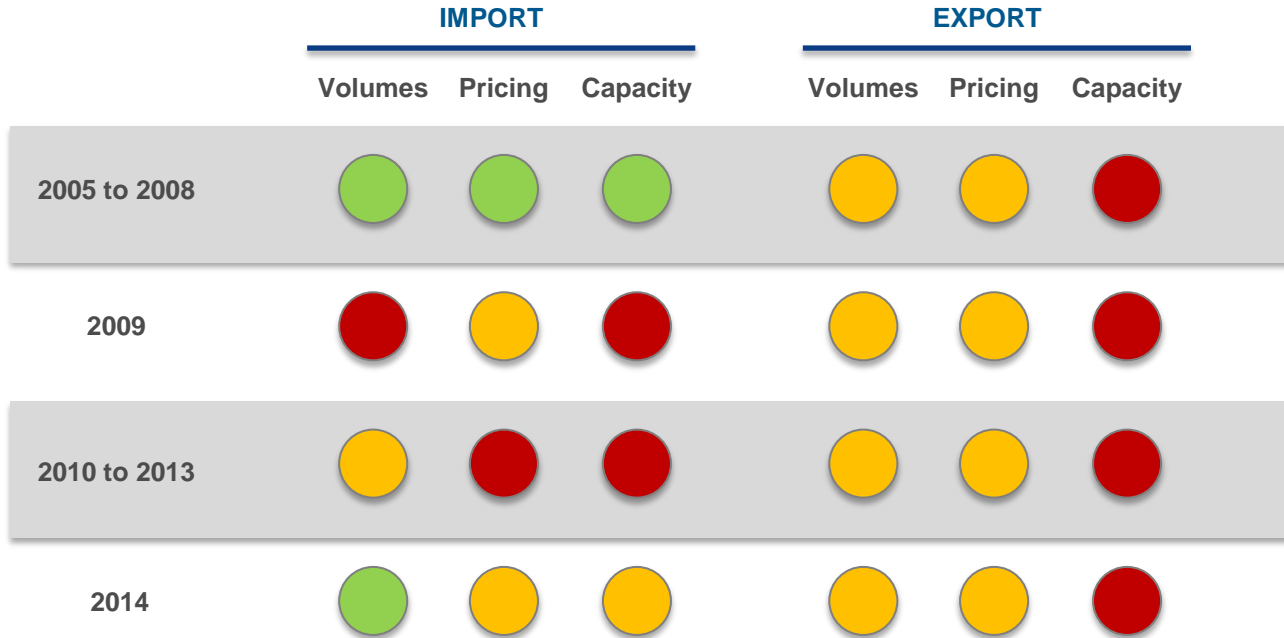 IMPORT EXPORT
Volumes Pricing Capacity Volumes Pricing Capacity
2005 to 2008
2009
2010 to 2013
2014